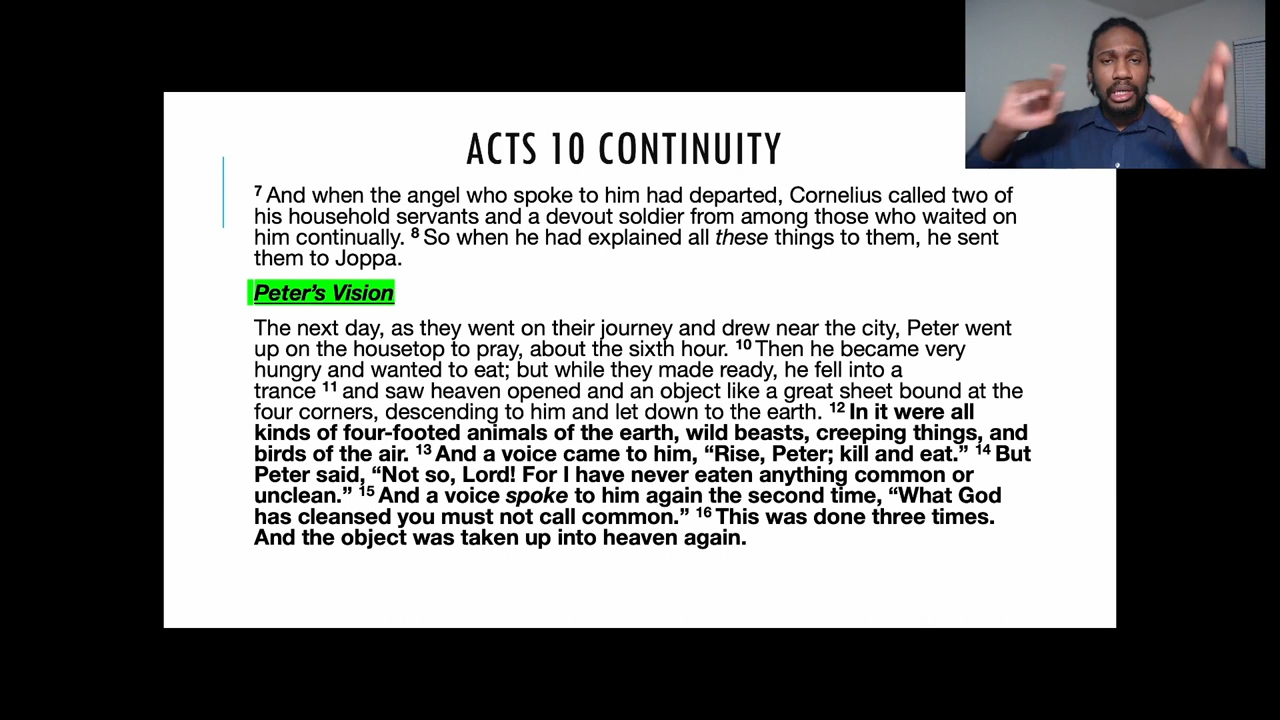 ACTS 10 CONTINUITY
7 And when the angel who spoke to him had departed, Cornelius called two of
his household servants and a devout soldier from among those who waited on
him continually. 8 So when he had explained all these things to them, he sent
them to Joppa.
Peter’s Vision
The next day, as they went on their journey and drew near the city, Peter went
up on the housetop to pray, about the sixth hour. 10 Then he became very
hungry and wanted to eat; but while they made ready, he fell into a
trance 11 and saw heaven opened and an object like a great sheet bound at the
four corners, descending to him and let down to the earth. 12 In it were all
kinds of four-footed animals of the earth, wild beasts, creeping things, and
birds of the air. 13 And a voice came to him, “Rise, Peter; kill and eat.” 14 But
Peter said, “Not so, Lord! For I have never eaten anything common or
unclean.” 15 And a voice spoke to him again the second time, “What God
has cleansed you must not call common.” 16 This was done three times.
And the object was taken up into heaven again.